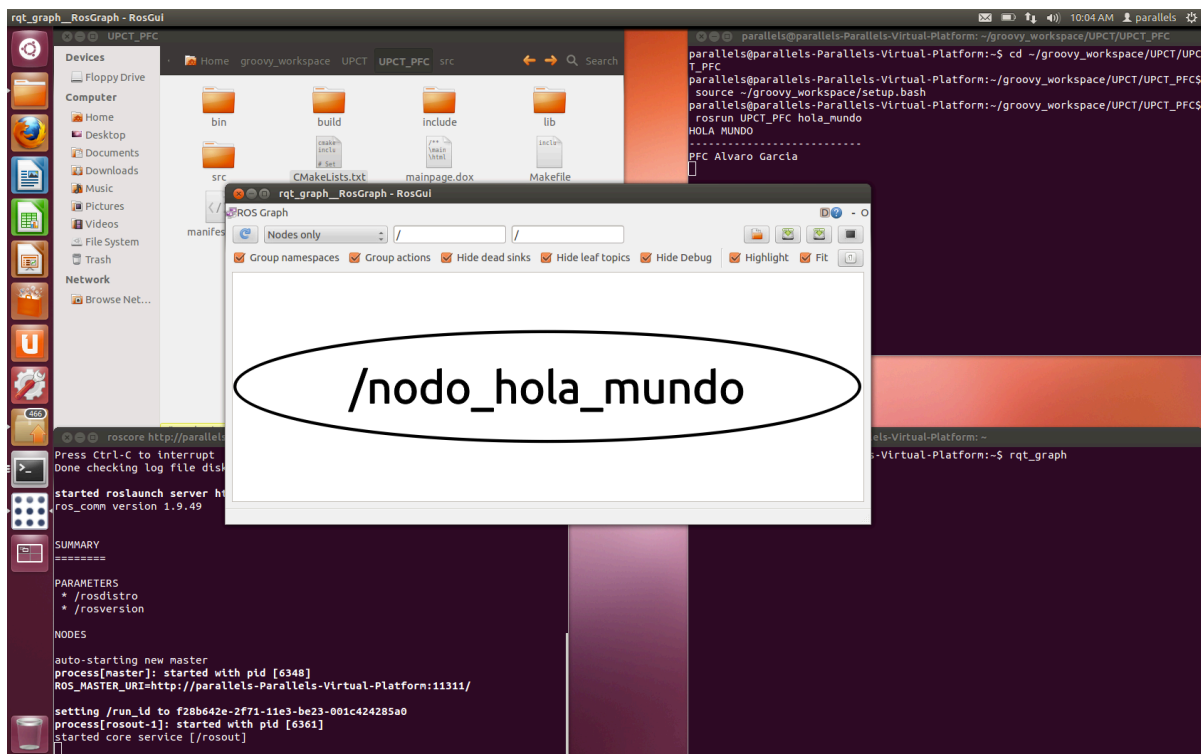 rqt_graph__RosGraph - RosGui
10:04 AM parallels
UPCT_PFC
Devices
Floppy Drive
Computer
Home
Desktop
Documents
Downloads
Music
Pictures
Videos
File System
Trash
Network
Browse Net...
Home groovy_workspace UPCT UPCT_PFC src Search
bin build include lib
cmake inclu /** inclu
\main
# Set \html
src CMakeLists.txt mainpage.dox Makefile
</
manifes
466
parallels@parallels-Parallels-Virtual-Platform: ~/groovy_workspace/UPCT/UPCT_PFC
parallels@parallels-Parallels-Virtual-Platform:~$ cd ~/groovy_workspace/UPCT/UPC
T_PFC
parallels@parallels-Parallels-Virtual-Platform:~/groovy_workspace/UPCT/UPCT_PFC$
source ~/groovy_workspace/setup.bash
parallels@parallels-Parallels-Virtual-Platform:~/groovy_workspace/UPCT/UPCT_PFC$
rosrun UPCT_PFC hola_mundo
HOLA MUNDO
--------------------------
PFC Alvaro Garcia
rqt_graph__RosGraph - RosGui
ROS Graph D - O
Nodes only / /
Group namespaces Group actions Hide dead sinks Hide leaf topics Hide Debug Highlight Fit
/nodo_hola_mundo
roscore http://parallels
Press Ctrl-C to interrupt
Done checking log file disk
started roslaunch server ht
ros_comm version 1.9.49
SUMMARY
========
PARAMETERS
* /rosdistro
* /rosversion
NODES
auto-starting new master
process[master]: started with pid [6348]
ROS_MASTER_URI=http://parallels-Parallels-Virtual-Platform:11311/
setting /run_id to f28b642e-2f71-11e3-be23-001c424285a0
process[rosout-1]: started with pid [6361]
started core service [/rosout]
els-Virtual-Platform: ~
s-Virtual-Platform:~$ rqt_graph